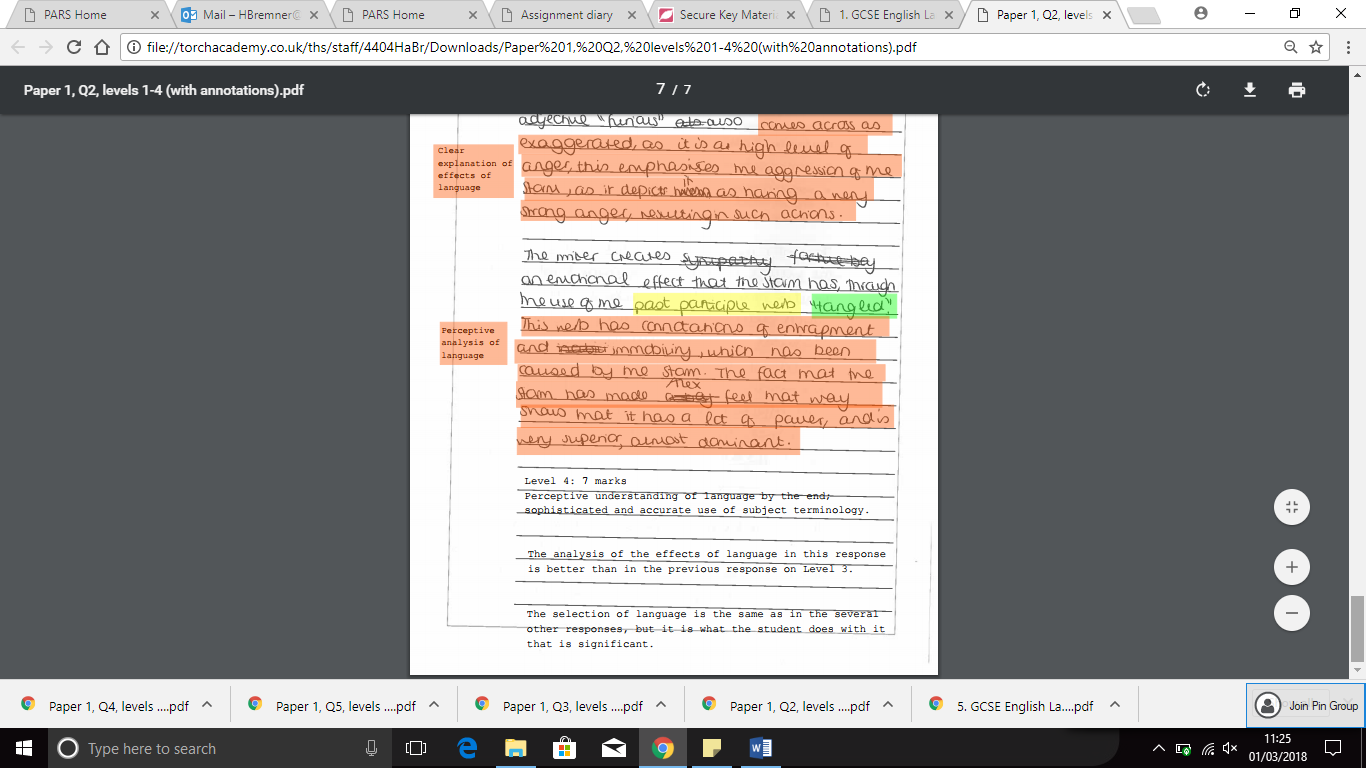 PARS Home
Mail – HBremner@
PARS Home
Assignment diary
Secure Key Materi
1. GCSE English La
Paper 1, Q2, levels
file://torchacademy.co.uk/ths/staff/4404HaBr/Downloads/Paper%201,%20Q2,%20levels%201-4%20(with%20annotations).pdf
Paper 1, Q2, levels 1-4 (with annotations).pdf
7 / 7
adjective "furious" also comes across as
Clear
explanation of
effects of
language
exaggerated, as it is a high level of
anger, this emphasises the aggression of the
storm, as it depicts it as having a very
strong anger, resulting in such actions.
The writer creates sympathy for the boy
an emotional effect that the storm has, through
the use of the past participle verb "tangled"
Perceptive
analysis of
language
This verb has connotations of entrapment
and immobility, which has been
caused by the storm. The fact that the
storm has made Alex feel that way
shows that it has a lot of power, and is
very superior, almost dominant.
Level 4: 7 marks
Perceptive understanding of language by the end;
sophisticated and accurate use of subject terminology.
The analysis of the effects of language in this response
is better than in the previous response on Level 3.
The selection of language is the same as in the several
other responses, but it is what the student does with it
that is significant.
Paper 1, Q4, levels ....pdf
Paper 1, Q5, levels ....pdf
Paper 1, Q3, levels ....pdf
Paper 1, Q2, levels ....pdf
5. GCSE English La....pdf
Join Pin Group
Type here to search
11:25
01/03/2018